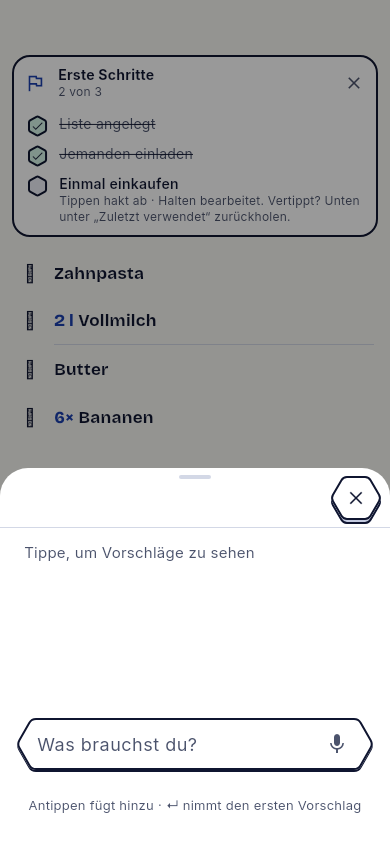 Erste Schritte
2 von 3
Liste angelegt
Jemanden einladen
Einmal einkaufen
Tippen hakt ab · Halten bearbeitet. Vertippt? Unten
unter „Zuletzt verwendet“ zurückholen.
Zahnpasta
2 l Vollmilch
Butter
6× Bananen
Tippe, um Vorschläge zu sehen
Was brauchst du?
Antippen fügt hinzu · ↵ nimmt den ersten Vorschlag